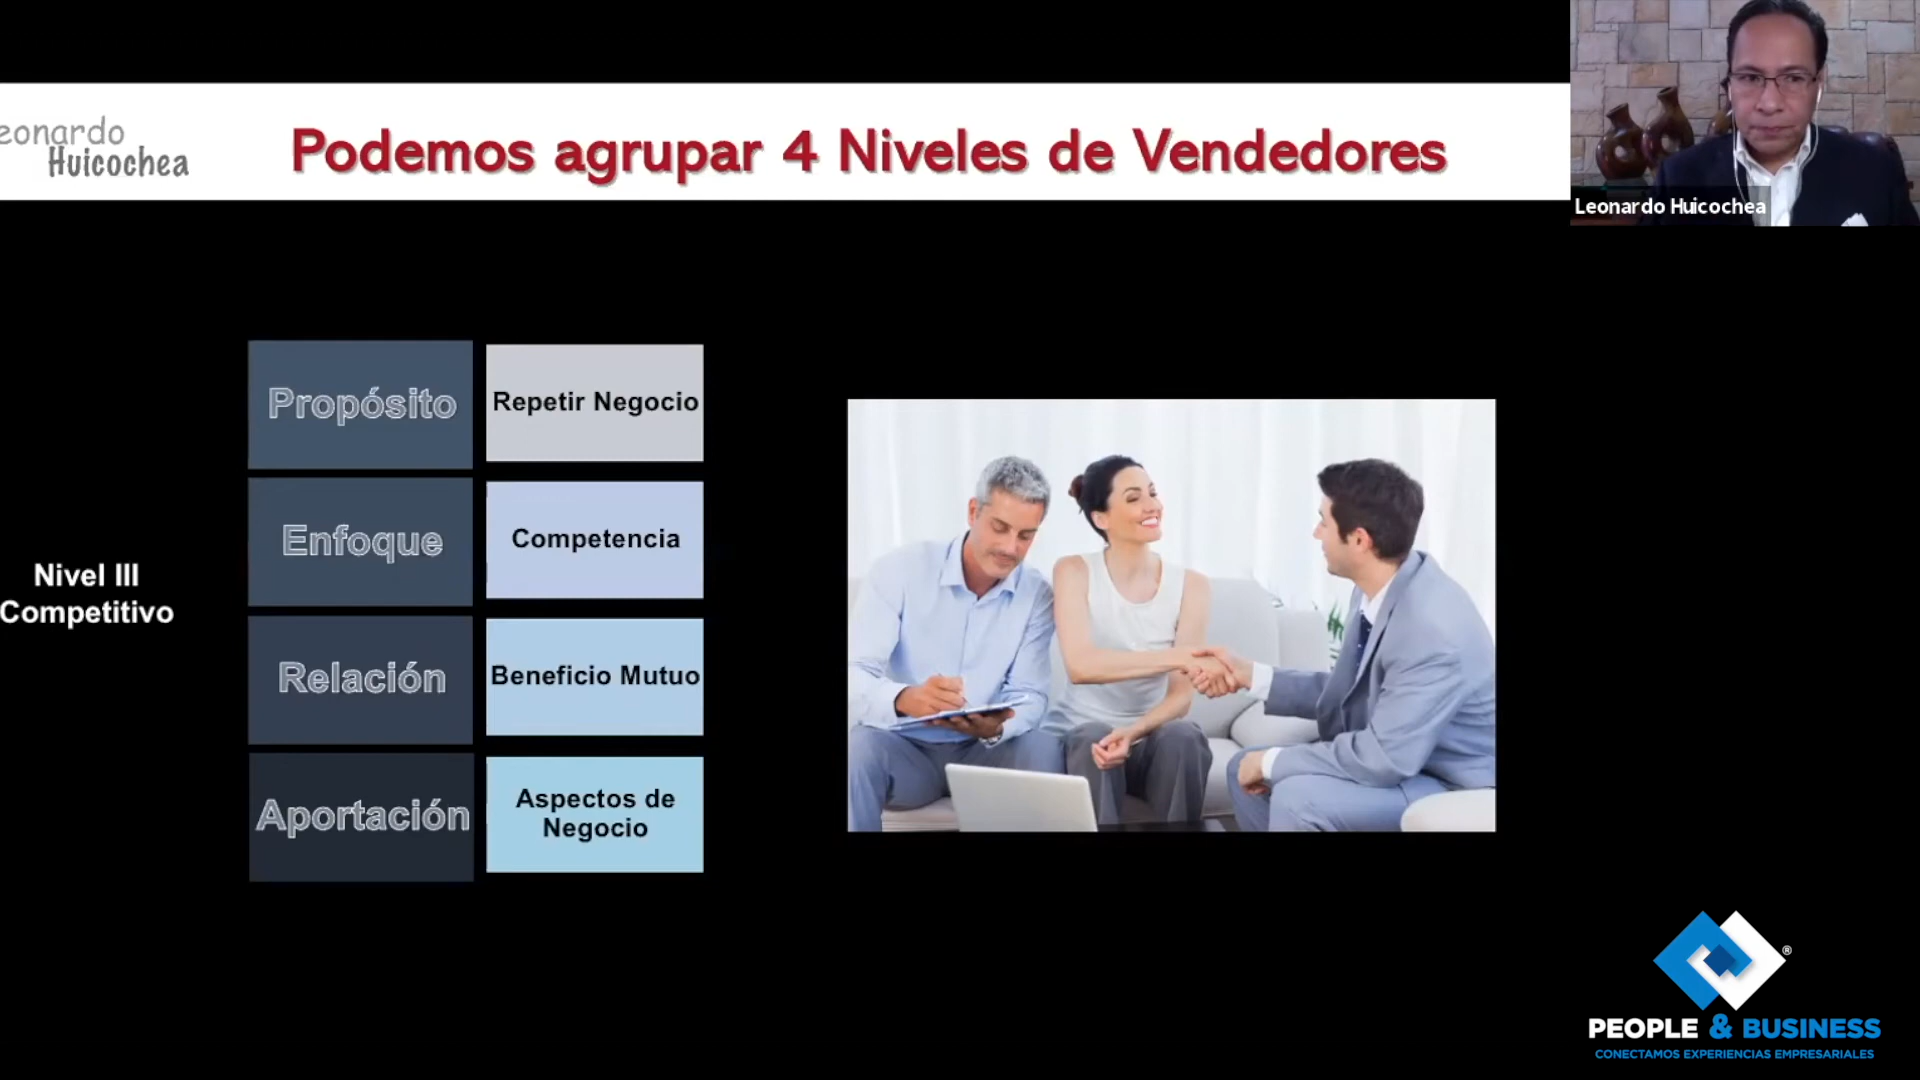 eonardo
Huicochea
Podemos agrupar 4 Niveles de Vendedores
Leonardo Huicochea
Nivel III
Competitivo
Propósito
Repetir Negocio
Enfoque
Competencia
Relación
Beneficio Mutuo
Aportación
Aspectos de
Negocio
®
PEOPLE & BUSINESS
CONECTAMOS EXPERIENCIAS EMPRESARIALES